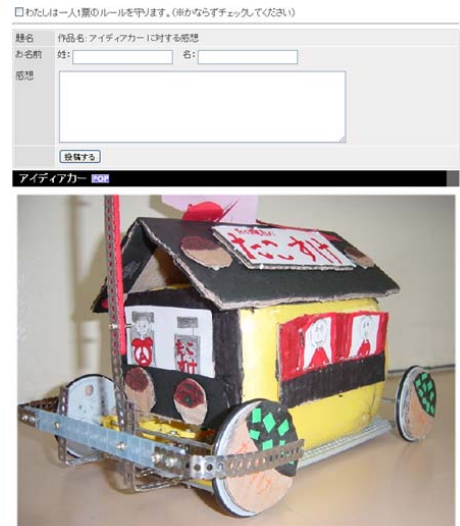 わたしは一人1票のルールを守ります。(※かならずチェックしてください)
題名 作品名: アイディアカー に対する感想
お名前 姓: 名:
感想
投稿する
アイディアカー POP
たこすけ